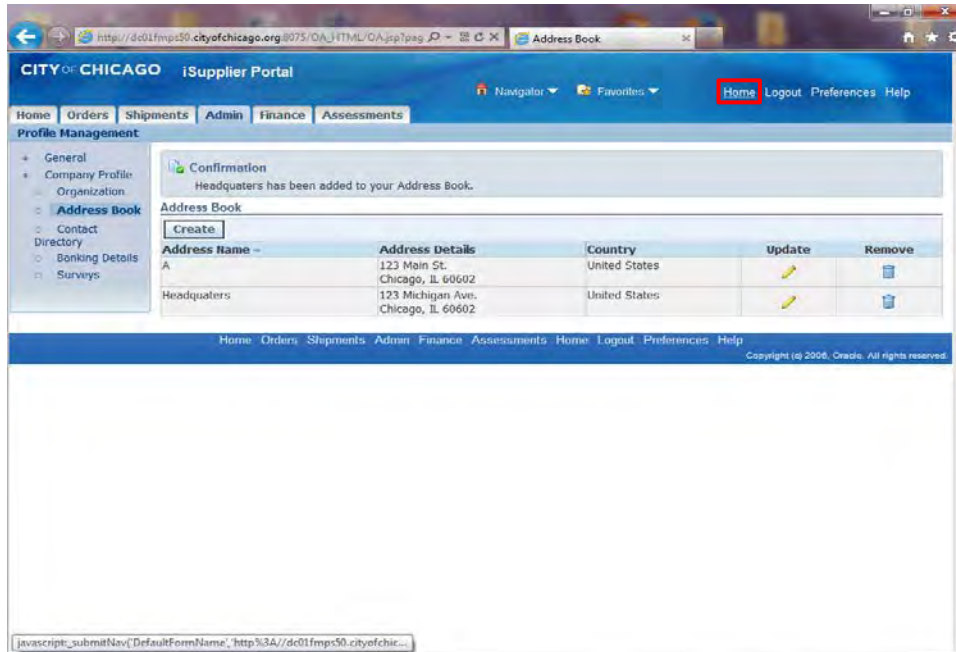 http://dc01fmps50.cityofchicago.org:8075/OA_HTML/OA.jsp?pag
Address Book
CITY OF CHICAGO iSupplier Portal
Navigator Favorites Home Logout Preferences Help
Home Orders Shipments Admin Finance Assessments
Profile Management
General
Company Profile
Organization
Address Book
Contact
Directory
Banking Details
Surveys
Confirmation
Headquaters has been added to your Address Book.
Address Book
Create
Address Name Address Details Country Update Remove
A 123 Main St. United States
Chicago, IL 60602
Headquaters 123 Michigan Ave. United States
Chicago, IL 60602
Home Orders Shipments Admin Finance Assessments Home Logout Preferences Help
Copyright (c) 2006, Oracle. All rights reserved.
javascript:_submitNav('DefaultFormName','http%3A//dc01fmps50.cityofchic...